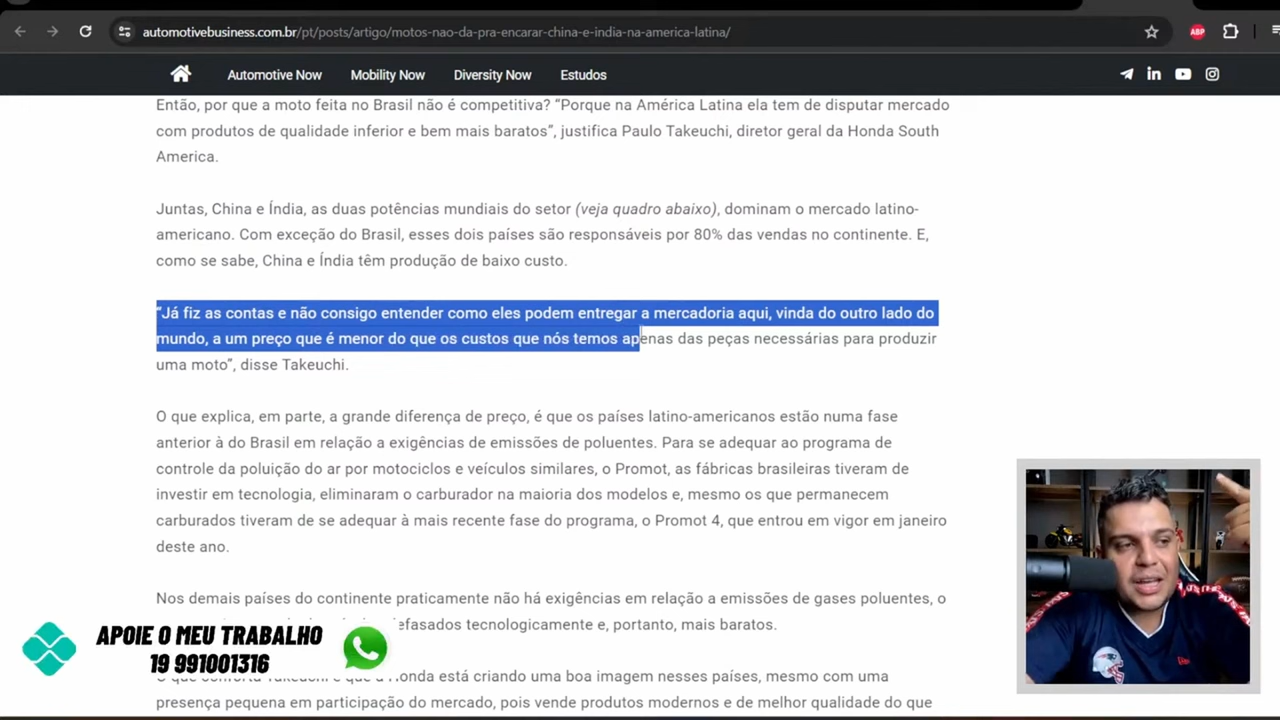 automotivebusiness.com.br/pt/posts/artigo/motos-nao-da-pra-encarar-china-e-india-na-america-latina/
ABP
Automotive Now Mobility Now Diversity Now Estudos
Então, por que a moto feita no Brasil não é competitiva? “Porque na América Latina ela tem de disputar mercado
com produtos de qualidade inferior e bem mais baratos”, justifica Paulo Takeuchi, diretor geral da Honda South
America.
Juntas, China e Índia, as duas potências mundiais do setor (veja quadro abaixo), dominam o mercado latino-
americano. Com exceção do Brasil, esses dois países são responsáveis por 80% das vendas no continente. E,
como se sabe, China e Índia têm produção de baixo custo.
“Já fiz as contas e não consigo entender como eles podem entregar a mercadoria aqui, vinda do outro lado do
mundo, a um preço que é menor do que os custos que nós temos apenas das peças necessárias para produzir
uma moto”, disse Takeuchi.
O que explica, em parte, a grande diferença de preço, é que os países latino-americanos estão numa fase
anterior à do Brasil em relação a exigências de emissões de poluentes. Para se adequar ao programa de
controle da poluição do ar por motociclos e veículos similares, o Promot, as fábricas brasileiras tiveram de
investir em tecnologia, eliminaram o carburador na maioria dos modelos e, mesmo os que permanecem
carburados tiveram de se adequar à mais recente fase do programa, o Promot 4, que entrou em vigor em janeiro
deste ano.
Nos demais países do continente praticamente não há exigências em relação a emissões de gases poluentes, o
defasados tecnologicamente e, portanto, mais baratos.
APOIE O MEU TRABALHO
19 991001316
que a Honda está criando uma boa imagem nesses países, mesmo com uma
presença pequena em participação do mercado, pois vende produtos modernos e de melhor qualidade do que